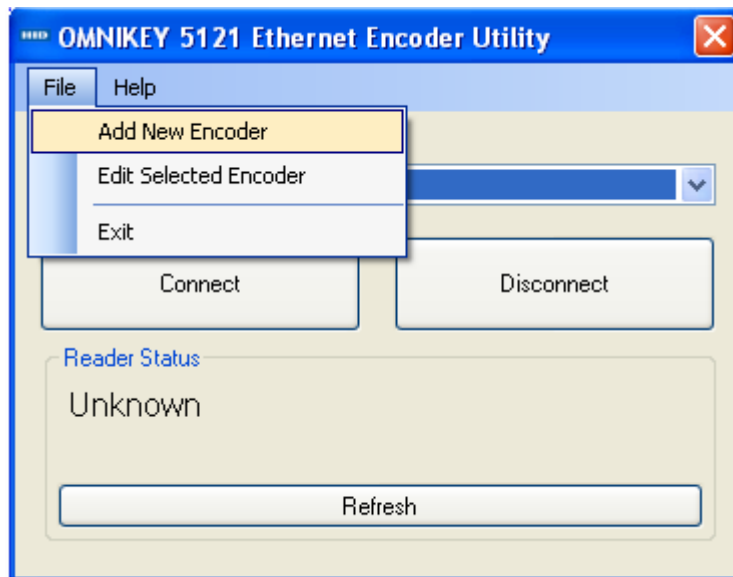 HID OMNIKEY 5121 Ethernet Encoder Utility
File Help
Add New Encoder
Edit Selected Encoder
Exit
Connect Disconnect
Reader Status
Unknown
Refresh